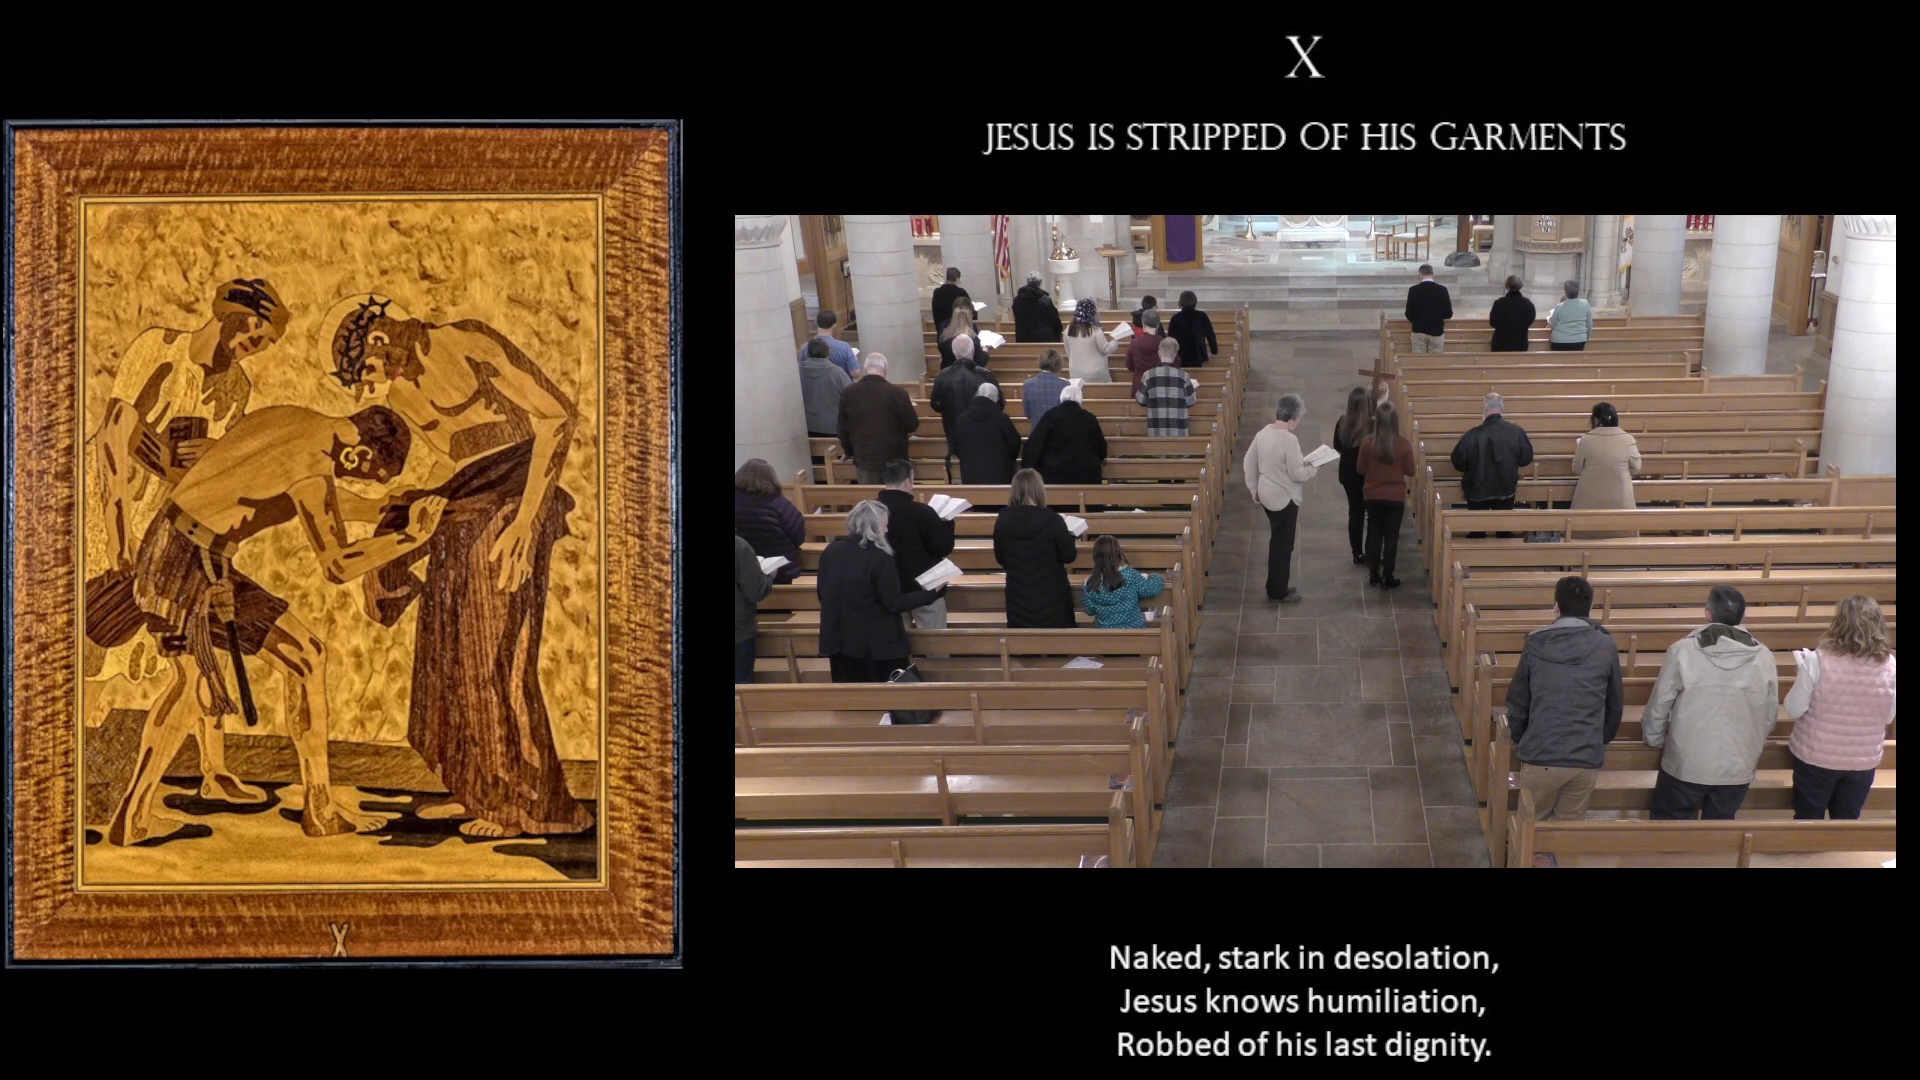 X
JESUS IS STRIPPED OF HIS GARMENTS
X
Naked, stark in desolation,
Jesus knows humiliation,
Robbed of his last dignity.